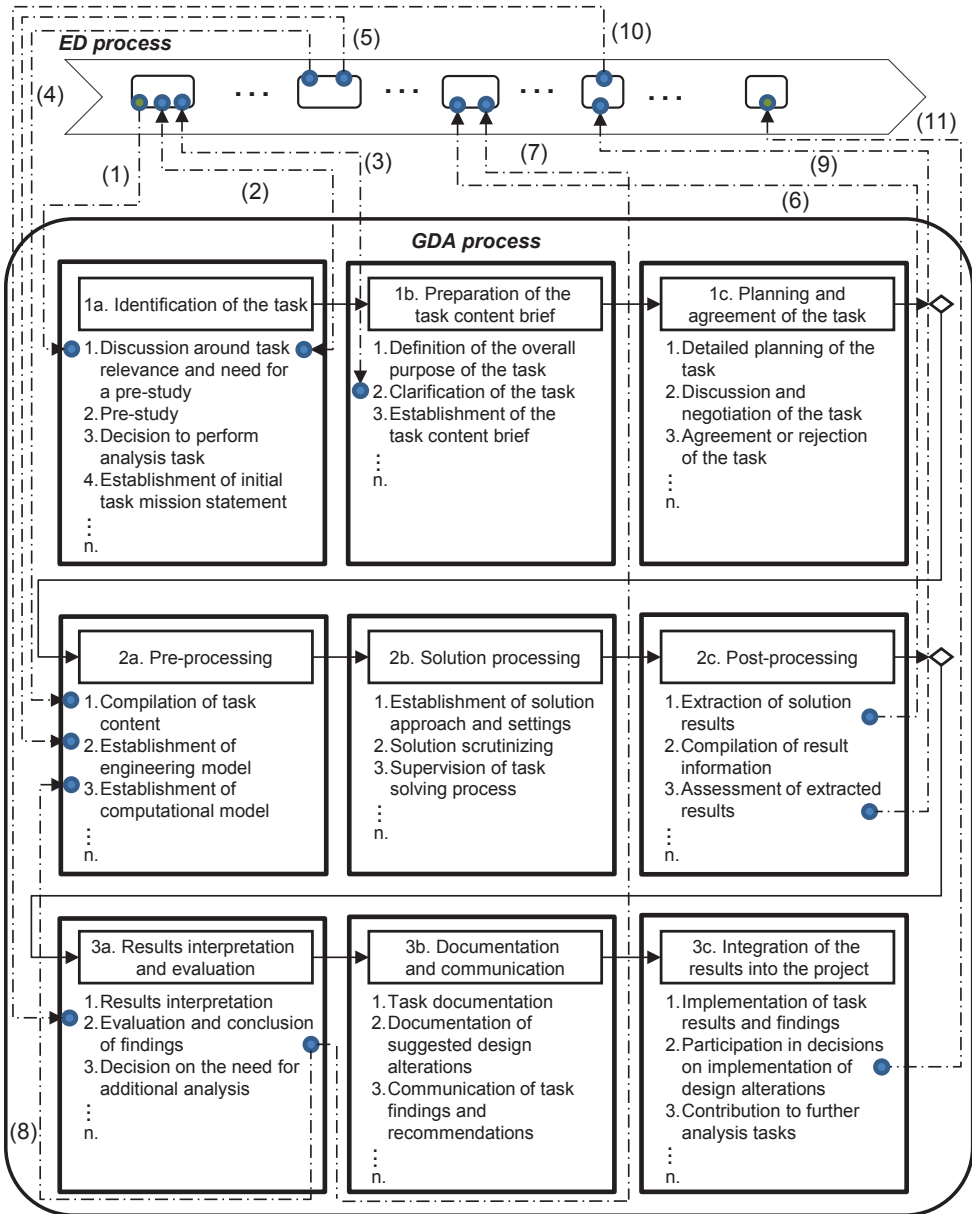 (10)
(5)
ED process
(4)
(11)
(1)
(2)
(3)
(7)
(9)
(6)
GDA process
1a. Identification of the task
1. Discussion around task
relevance and need for
a pre-study
2. Pre-study
3. Decision to perform
analysis task
4. Establishment of initial
task mission statement
n.
1b. Preparation of the
task content brief
1. Definition of the overall
purpose of the task
2. Clarification of the task
3. Establishment of the
task content brief
n.
1c. Planning and
agreement of the task
1. Detailed planning of the
task
2. Discussion and
negotiation of the task
3. Agreement or rejection
of the task
n.
2a. Pre-processing
1. Compilation of task
content
2. Establishment of
engineering model
3. Establishment of
computational model
n.
2b. Solution processing
1. Establishment of solution
approach and settings
2. Solution scrutinizing
3. Supervision of task
solving process
n.
2c. Post-processing
1. Extraction of solution
results
2. Compilation of result
information
3. Assessment of extracted
results
n.
3a. Results interpretation
and evaluation
1. Results interpretation
2. Evaluation and conclusion
of findings
3. Decision on the need for
additional analysis
n.
(8)
3b. Documentation
and communication
1. Task documentation
2. Documentation of
suggested design
alterations
3. Communication of task
findings and
recommendations
n.
3c. Integration of the
results into the project
1. Implementation of task
results and findings
2. Participation in decisions
on implementation of
design alterations
3. Contribution to further
analysis tasks
n.